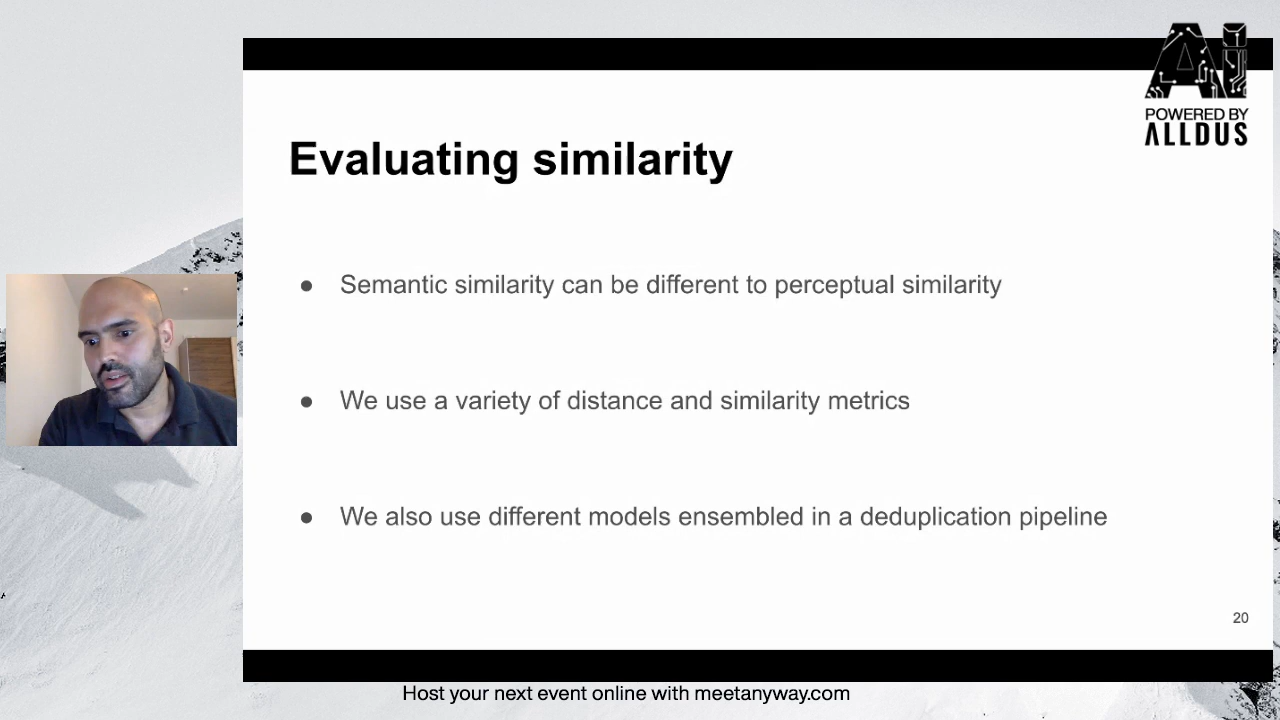 AI
POWERED BY
ALLDUS
Evaluating similarity
● Semantic similarity can be different to perceptual similarity
● We use a variety of distance and similarity metrics
● We also use different models ensembled in a deduplication pipeline
20
Host your next event online with meetanyway.com